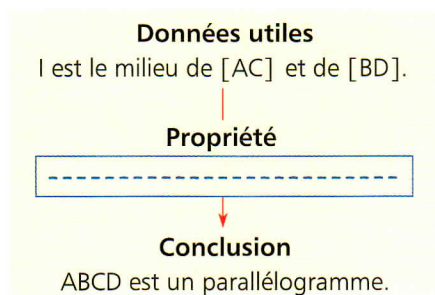 Données utiles
I est le milieu de [AC] et de [BD].
Propriété
Conclusion
ABCD est un parallélogramme.